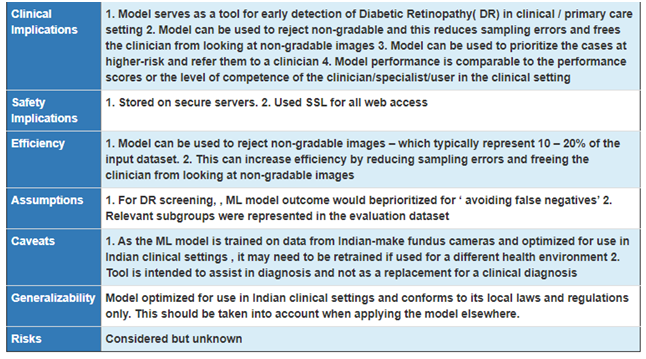 Clinical
Implications
1. Model serves as a tool for early detection of Diabetic Retinopathy( DR) in clinical / primary care
setting 2. Model can be used to reject non-gradable and this reduces sampling errors and frees
the clinician from looking at non-gradable images 3. Model can be used to prioritize the cases at
higher-risk and refer them to a clinician 4. Model performance is comparable to the performance
scores or the level of competence of the clinician/specialist/user in the clinical setting
Safety
Implications
1. Stored on secure servers. 2. Used SSL for all web access
Efficiency
1. Model can be used to reject non-gradable images – which typically represent 10 – 20% of the
input dataset. 2. This can increase efficiency by reducing sampling errors and freeing the
clinician from looking at non-gradable images
Assumptions
1. For DR screening, , ML model outcome would beprioritized for ‘ avoiding false negatives’ 2.
Relevant subgroups were represented in the evaluation dataset
Caveats
1. As the ML model is trained on data from Indian-make fundus cameras and optimized for use in
Indian clinical settings , it may need to be retrained if used for a different health environment 2.
Tool is intended to assist in diagnosis and not as a replacement for a clinical diagnosis
Generalizability
Model optimized for use in Indian clinical settings and conforms to its local laws and regulations
only. This should be taken into account when applying the model elsewhere.
Risks
Considered but unknown